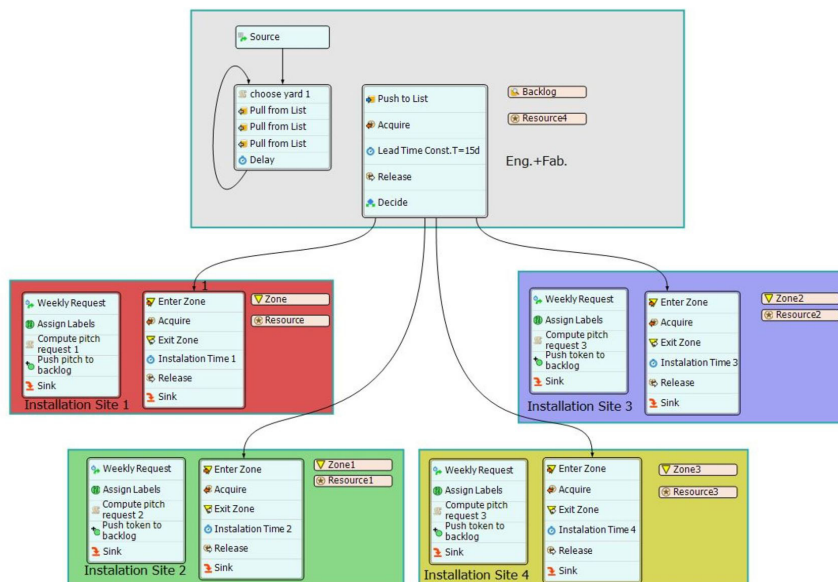 Source
choose yard 1
Pull from List
Pull from List
Pull from List
Delay
Push to List
Acquire
Lead Time Const.T=15d
Release
Decide
Backlog
Resource4
Eng.+Fab.
Weekly Request
Assign Labels
Compute pitch
request 1
Push pitch to
backlog
Sink
1
Enter Zone
Acquire
Exit Zone
Instalation Time 1
Release
Sink
Zone
Resource
Installation Site 1
Weekly Request
Assign Labels
Compute pitch
request 3
Push token to
backlog
Sink
Enter Zone
Acquire
Exit Zone
Instalation Time 3
Release
Sink
Zone2
Resource2
Installation Site 3
Weekly Request
Assign Labels
Compute pitch
request 2
Push token to
backlog
Sink
Enter Zone
Acquire
Exit Zone
Instalation Time 2
Release
Sink
Zone1
Resource1
Instalation Site 2
Weekly Request
Assign Labels
Compute pitch
request 3
Push token to
backlog
Sink
Enter Zone
Acquire
Exit Zone
Instalation Time 4
Release
Sink
Zone3
Resource3
Installation Site 4